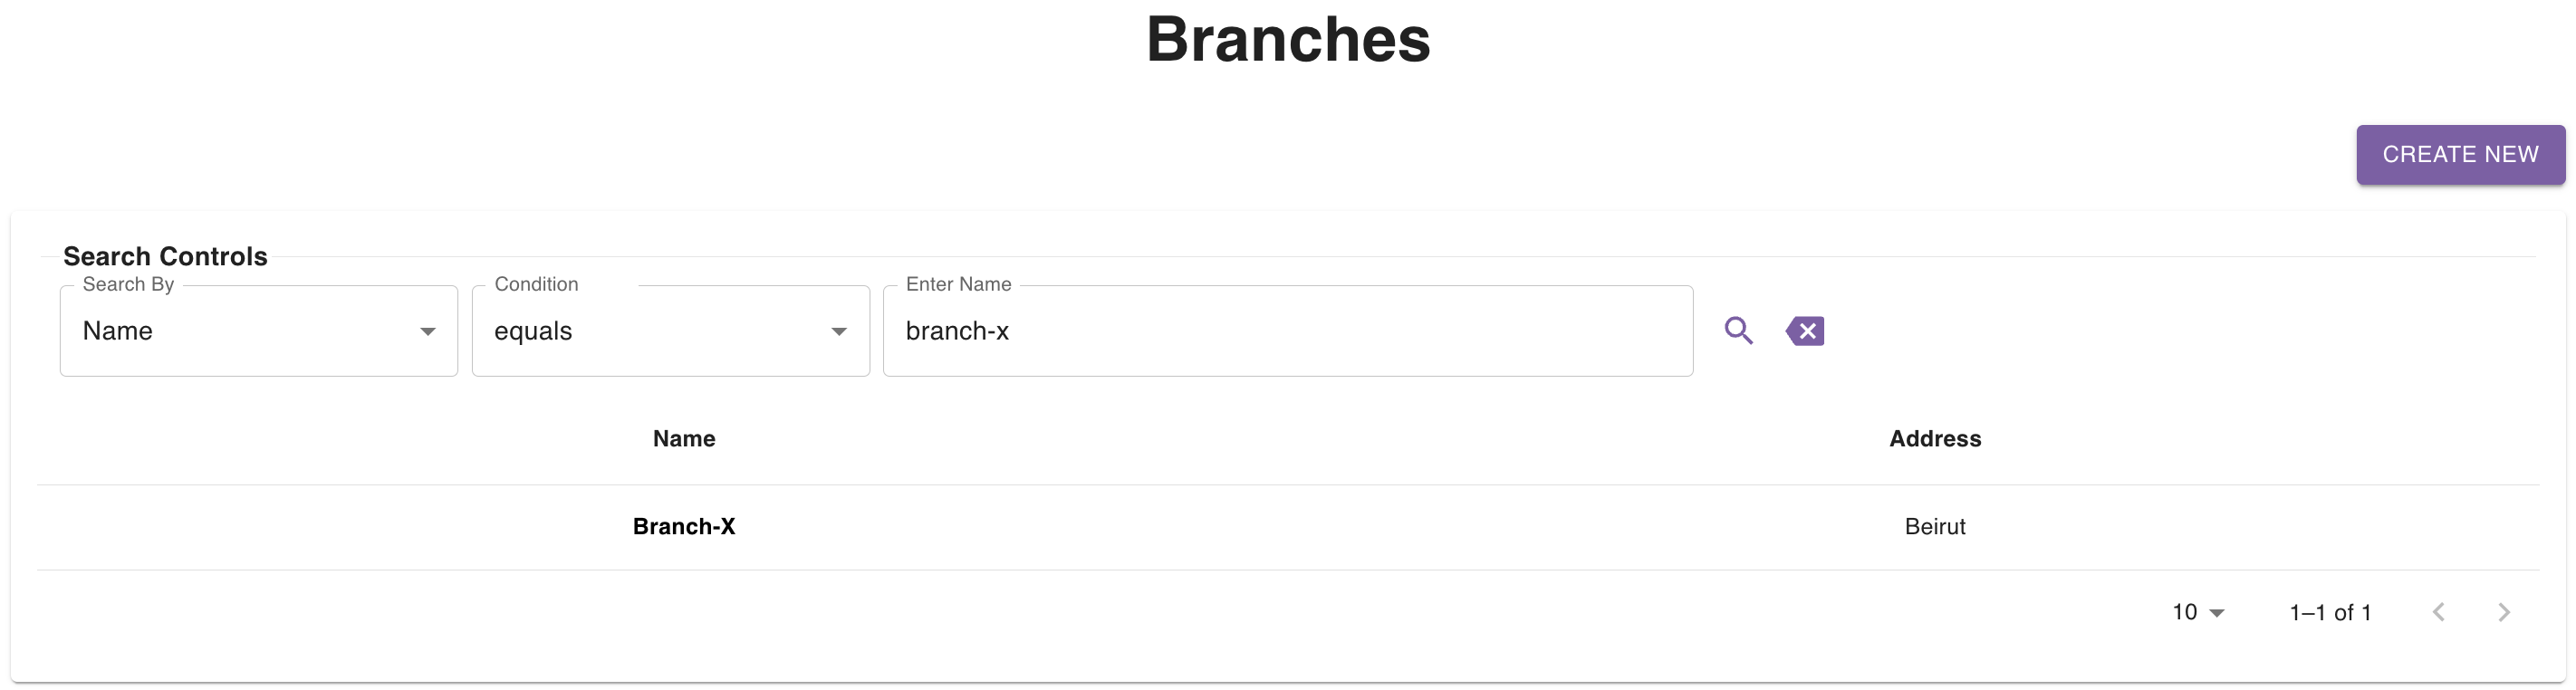 Branches
CREATE NEW
Search Controls
Search By
Condition
Enter Name
Name
equals
branch-x
Name Address
Branch-X Beirut
10 1–1 of 1